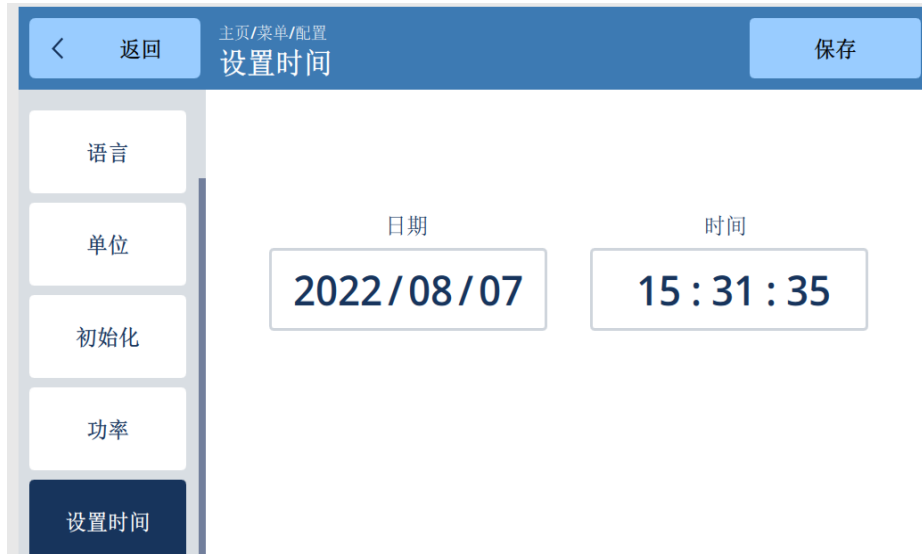 返回
主页/菜单/配置
设置时间
保存
语言
单位
初始化
功率
设置时间
日期
时间
2022/08/07
15:31:35